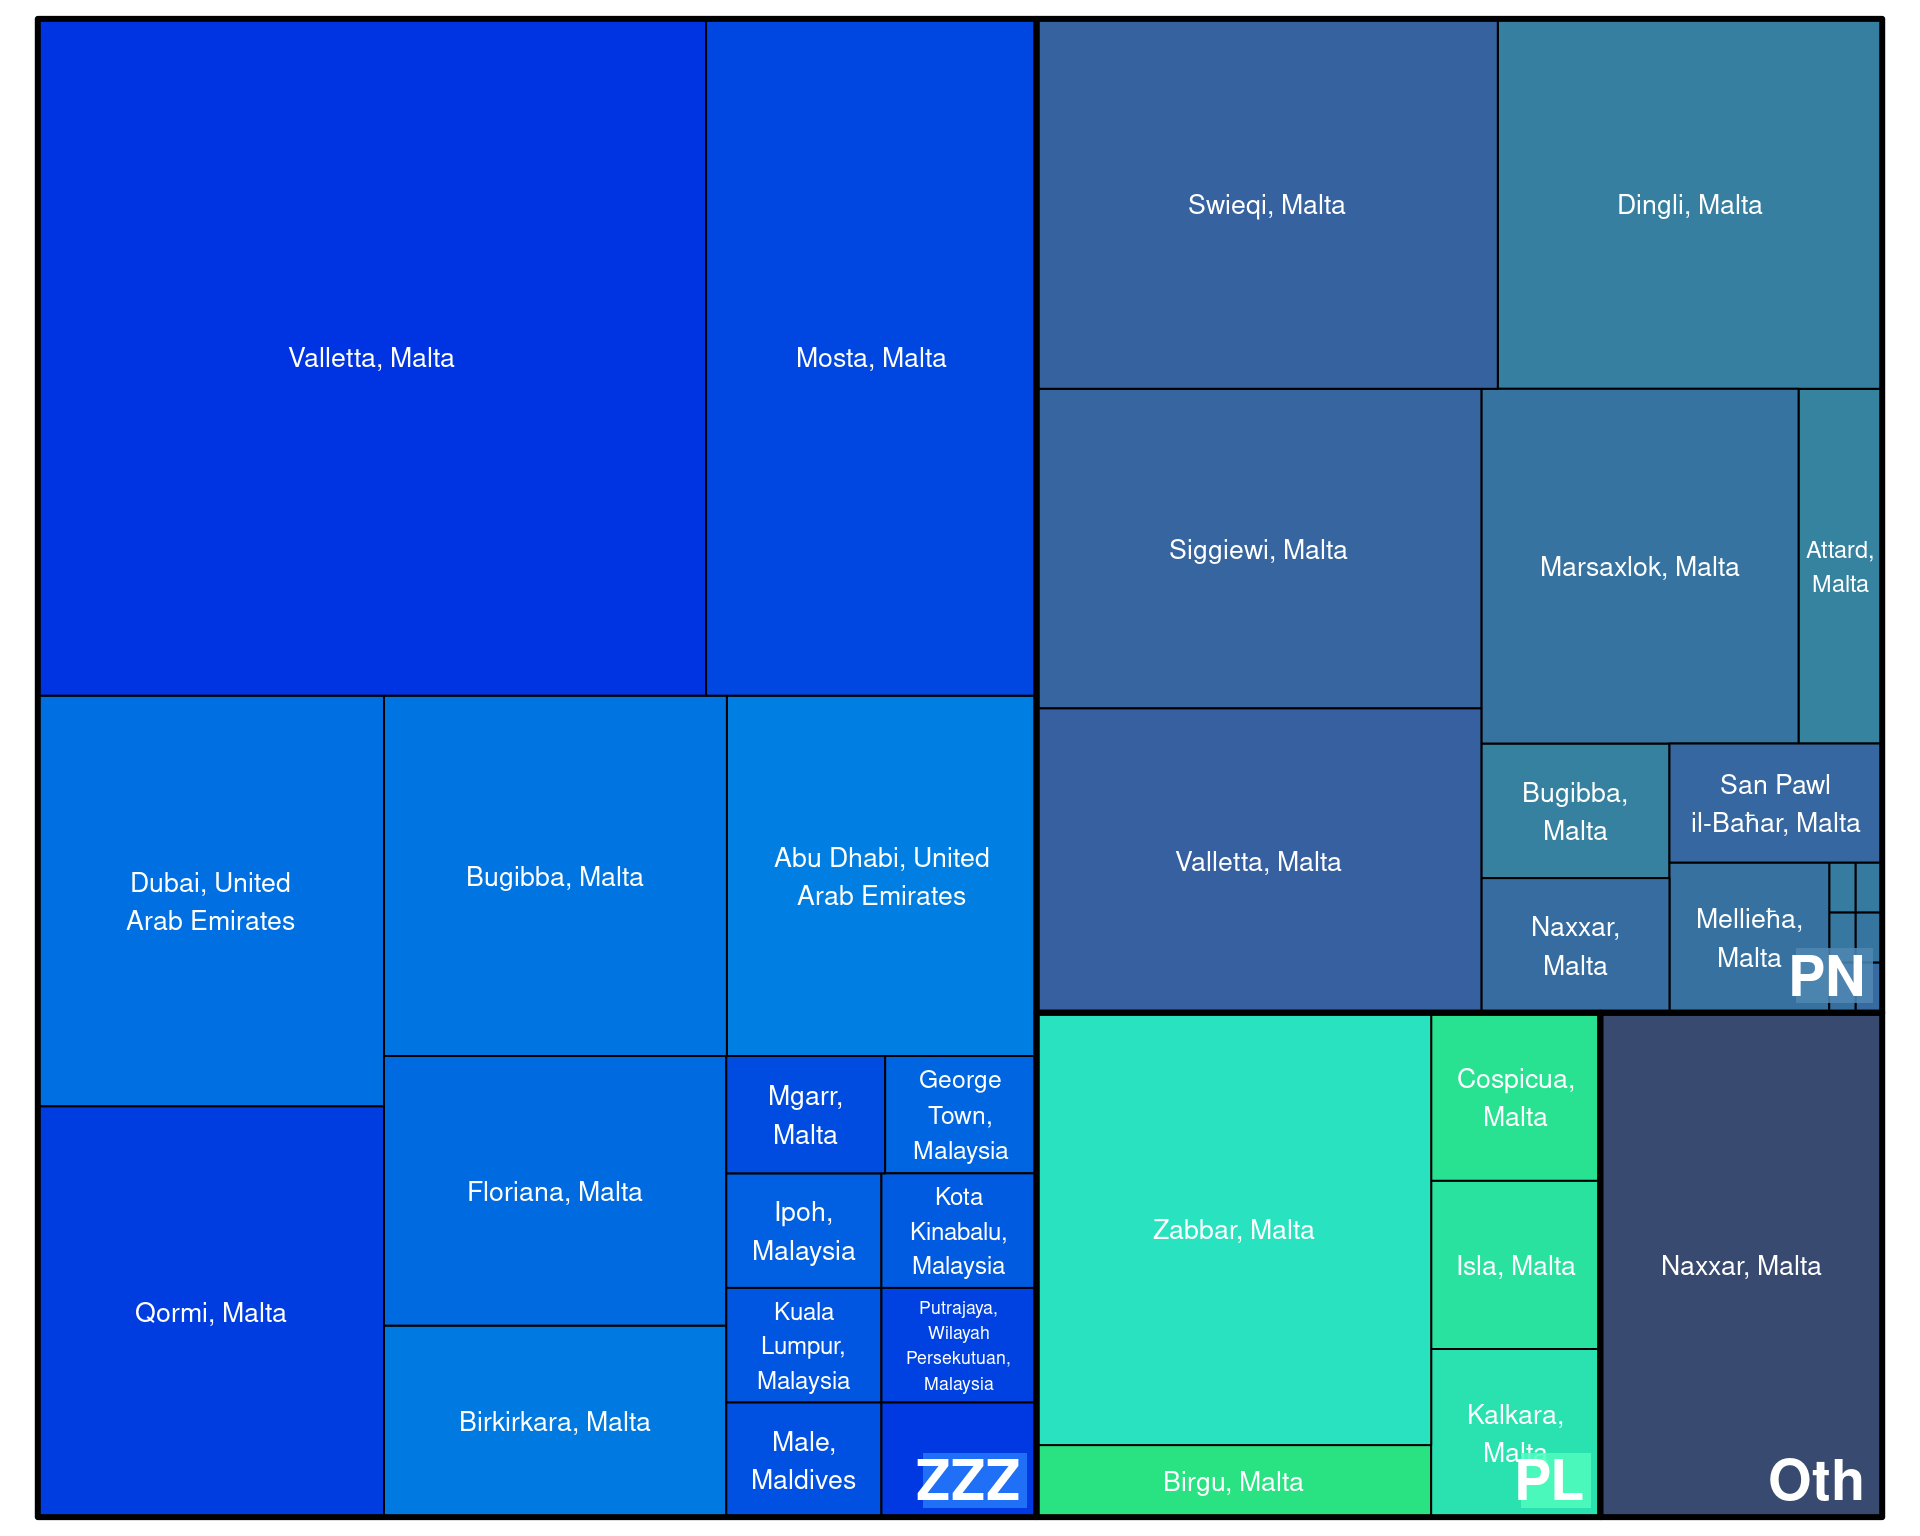 Valletta, Malta
Mosta, Malta
Dubai, United
Arab Emirates
Bugibba, Malta
Abu Dhabi, United
Arab Emirates
Qormi, Malta
Floriana, Malta
Birkirkara, Malta
Mgarr,
Malta
George
Town,
Malaysia
Ipoh,
Malaysia
Kota
Kinabalu,
Malaysia
Kuala
Lumpur,
Malaysia
Putrajaya,
Wilayah
Persekutuan,
Malaysia
Male,
Maldives
ZZZ
Swieqi, Malta
Dingli, Malta
Siggiewi, Malta
Marsaxlok, Malta
Attard,
Malta
Valletta, Malta
Bugibba,
Malta
San Pawl
il-Baħar, Malta
Naxxar,
Malta
Mellieħa,
Malta
PN
Zabbar, Malta
Cospicua,
Malta
Isla, Malta
Kalkara,
Malta
Birgu, Malta
PL
Naxxar, Malta
Oth